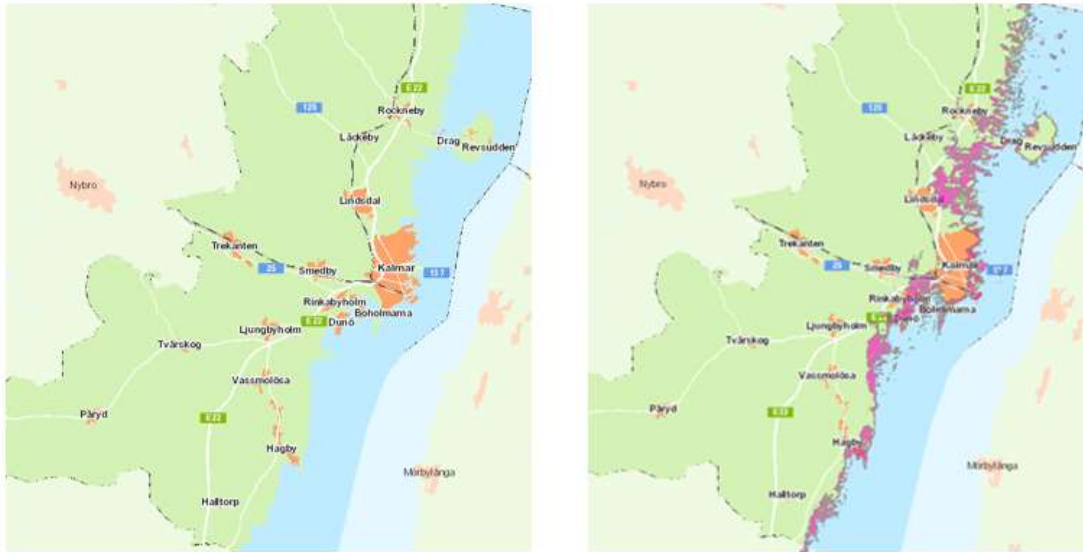 E 22
125
Rockneby
Läckeby
Drag
Revsudden
Nybro
Lindsdal
Trekanten
Kalmar
25
Smedby
137
Rinkabyholm
Boholmarna
E 22
Dunö
Ljungbyholm
Tvärskog
Vassmolösa
Påryd
E 22
Hagby
Mörbylånga
Halltorp
E 22
125
Rockneby
Läckeby
Drag
Revsudden
Nybro
Lindsdal
Trekanten
Kalmar
25
Smedby
Rinkabyholm
Boholmarna
Dunö
Ljungbyholm
Tvärskog
Vassmolösa
Påryd
E 22
Hagby
Mörbylånga
Halltorp